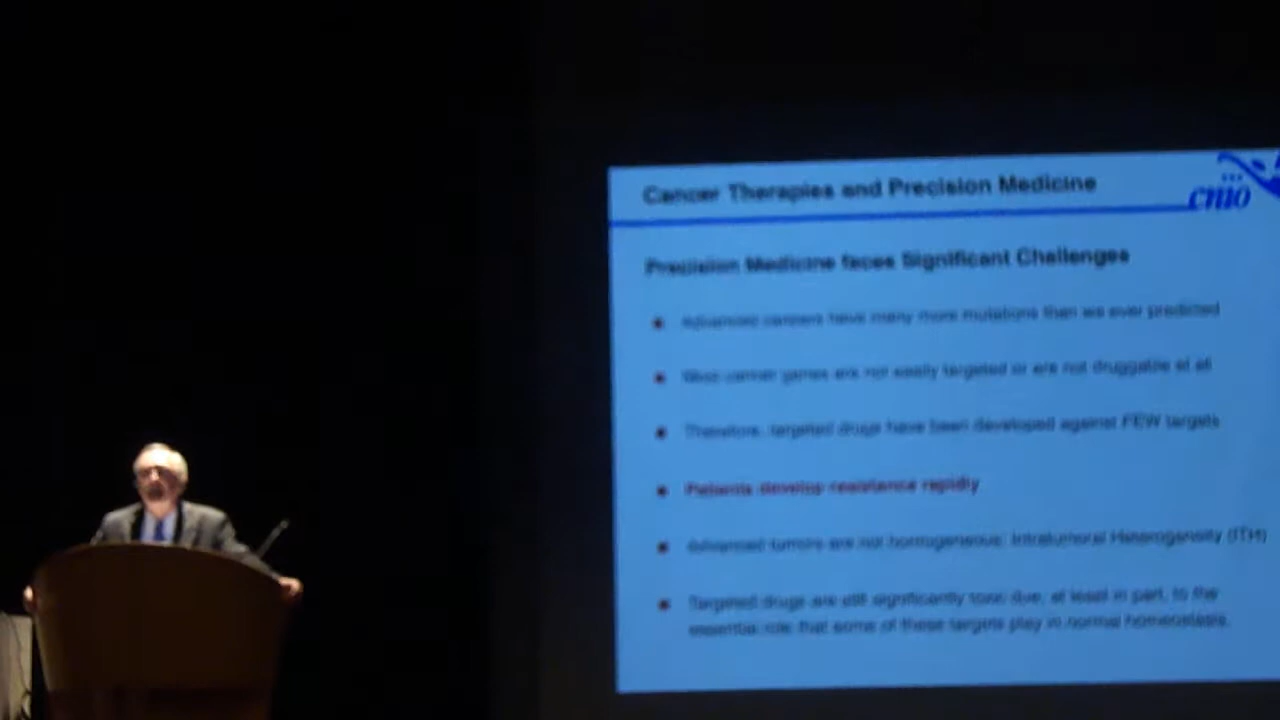 Cancer Therapies and Precision Medicine
cnio
Precision Medicine faces Significant Challenges
Advanced cancers have many more mutations than we ever predicted
Most cancer genes are not easily targeted or are not druggable at all
Therefore, targeted drugs have been developed against FEW targets
Patients develop resistance rapidly
Advanced tumors are not homogeneous: Intratumoral Heterogeneity (ITH)
Targeted drugs are still significantly toxic due, at least in part, to the
essential role that some of these targets play in normal homeostasis.